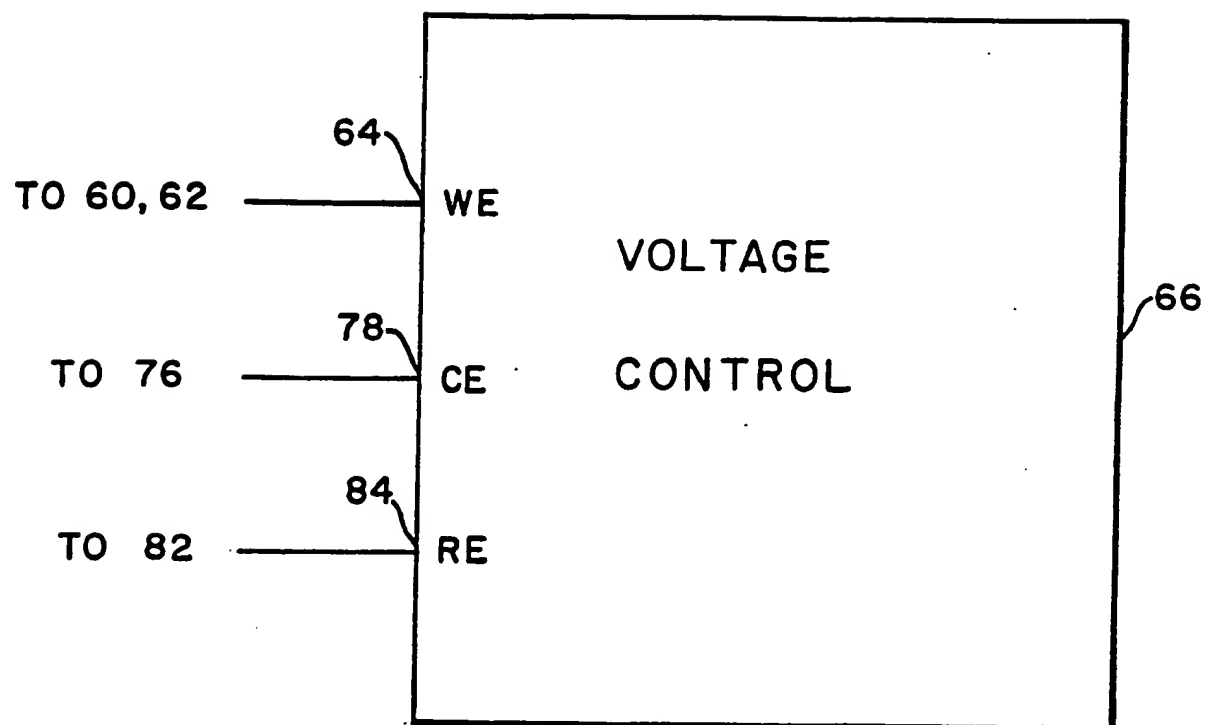 64
TO 60, 62 WE
VOLTAGE
66
78
TO 76 CE CONTROL
84
TO 82 RE